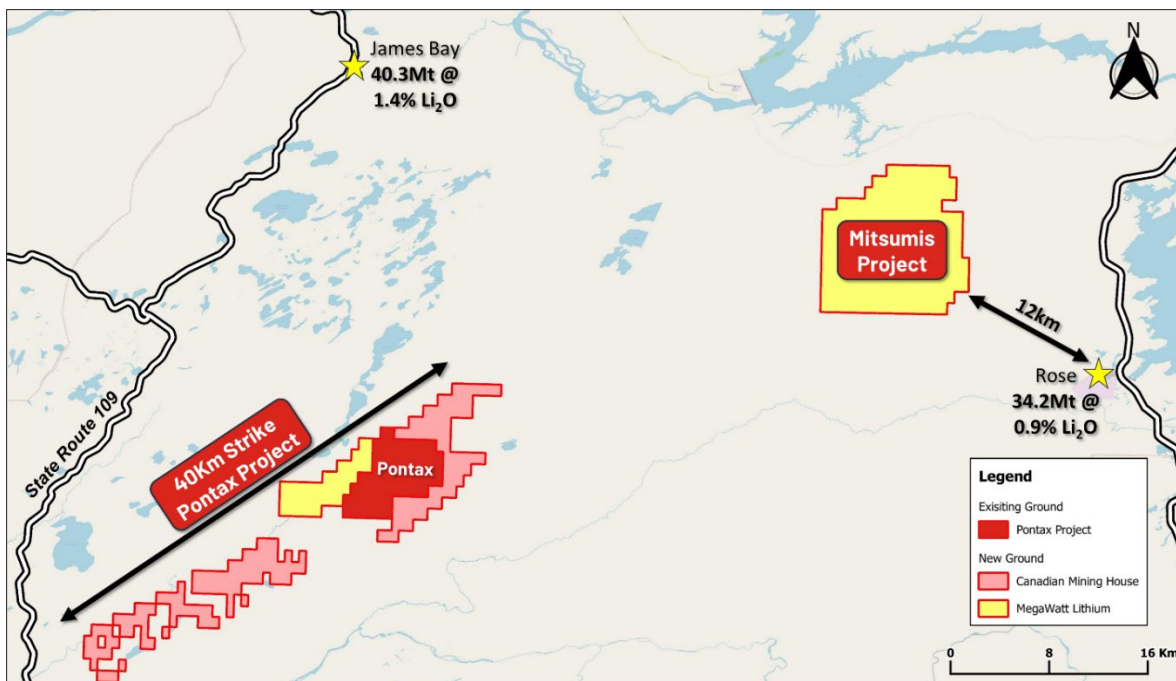 James Bay
40.3Mt @
1.4% Li₂O
N
Mitsumis
Project
12km
Rose
34.2Mt @
0.9% Li₂O
State Route 109
40Km Strike
Pontax Project
Pontax
Legend
Exisiting Ground
Pontax Project
New Ground
Canadian Mining House
MegaWatt Lithium
0 8 16 Km